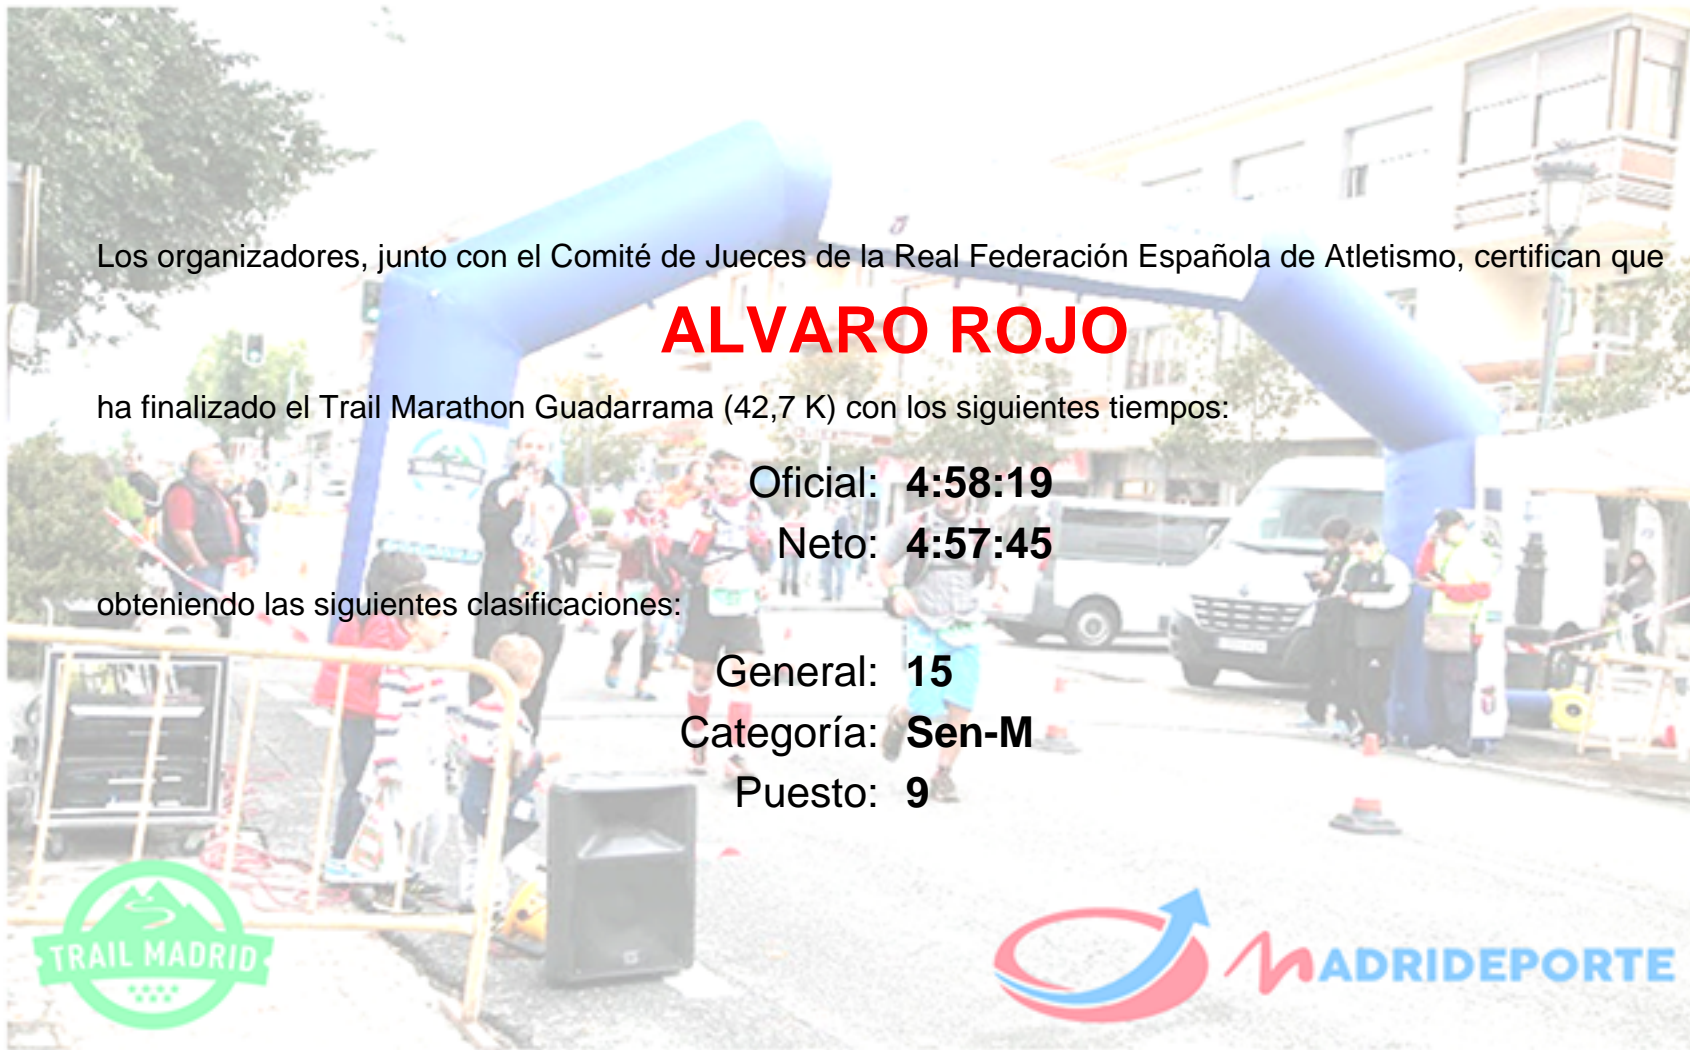 Los organizadores, junto con el Comité de Jueces de la Real Federación Española de Atletismo, certifican que
ALVARO ROJO
ha finalizado el Trail Marathon Guadarrama (42,7 K) con los siguientes tiempos:
Oficial: 4:58:19
Neto: 4:57:45
obteniendo las siguientes clasificaciones:
General: 15
Categoría: Sen-M
Puesto: 9
TRAIL MADRID
MADRIDEPORTE